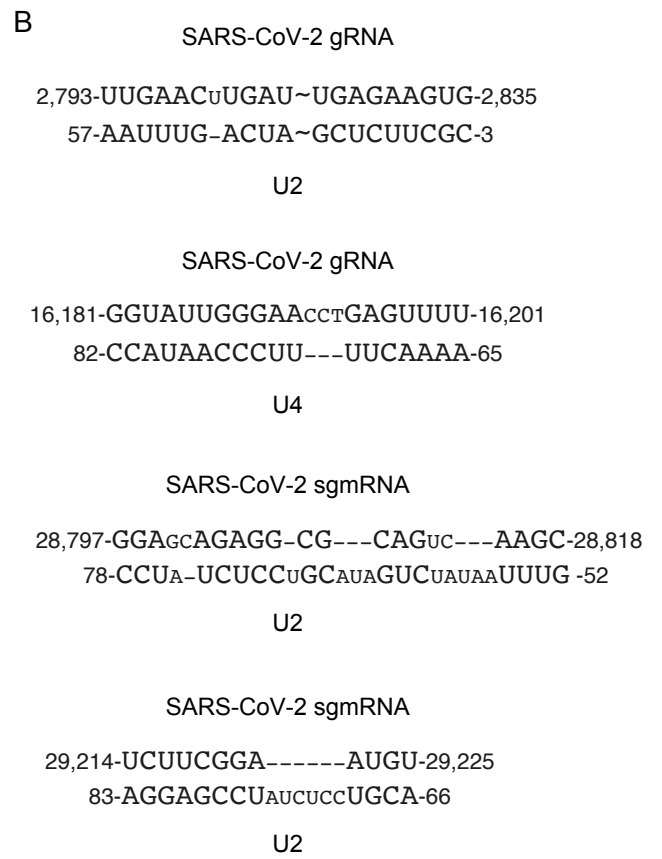 B
SARS-CoV-2 gRNA
2,793-UUGAACUUGAU~UGAGAAGUG-2,835
57-AAUUUG-ACUA~GCUCUUCGC-3
U2
SARS-CoV-2 gRNA
16,181-GGUAUUGGGAACCTGAGUUUU-16,201
82-CCAUAACCCUU---UUCAAAA-65
U4
SARS-CoV-2 sgmRNA
28,797-GGAGCAGAGG-CG---CAGUC---AAGC-28,818
78-CCUA-UCUCCUGCAUAGUCUAUAAUUUG -52
U2
SARS-CoV-2 sgmRNA
29,214-UCUUCGGA------AUGU-29,225
83-AGGAGCCUAUCUCCUGCA-66
U2